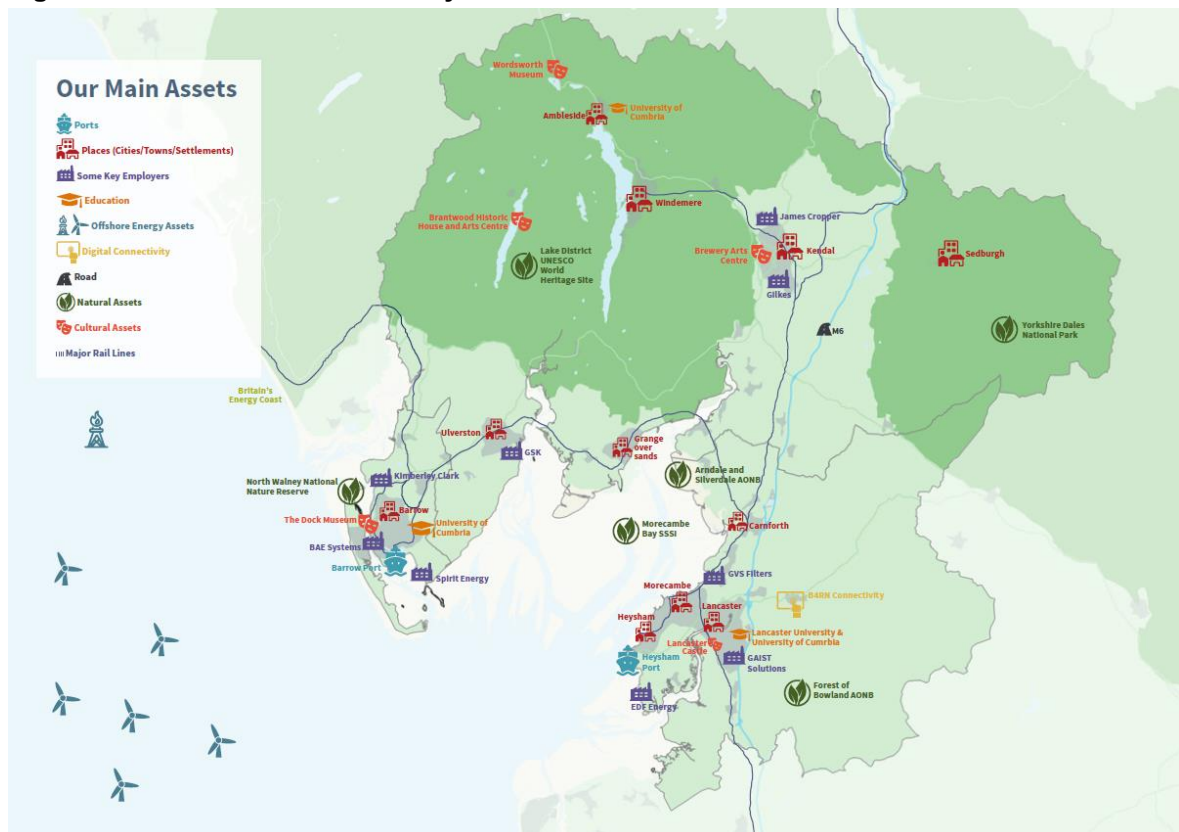 Our Main Assets
Ports
Places (Cities/Towns/Settlements)
Some Key Employers
Education
Offshore Energy Assets
Digital Connectivity
Road
Natural Assets
Cultural Assets
Major Rail Lines
Wordsworth
Museum
Ambleside
University of
Cumbria
Windemere
Brantwood Historic
House and Arts Centre
Lake District
UNESCO
World
Heritage Site
James Cropper
Brewery Arts
Centre
Kendal
Gilkes
Sedburgh
M6
Yorkshire Dales
National Park
Britain's
Energy Coast
Ulverston
GSK
Grange
over
sands
Arndale and
Silverdale AONB
Kimberley Clark
North Walney National
Nature Reserve
Barrow
The Dock Museum
University of
Cumbria
BAE Systems
Barrow Port
Spirit Energy
Morecambe
Bay SSSI
Carnforth
GVS Filters
Morecambe
Lancaster
B4RN Connectivity
Heysham
Lancaster University &
University of Cumrbia
Lancaster
Castle
Heysham
Port
GAIST
Solutions
EDF Energy
Forest of
Bowland AONB